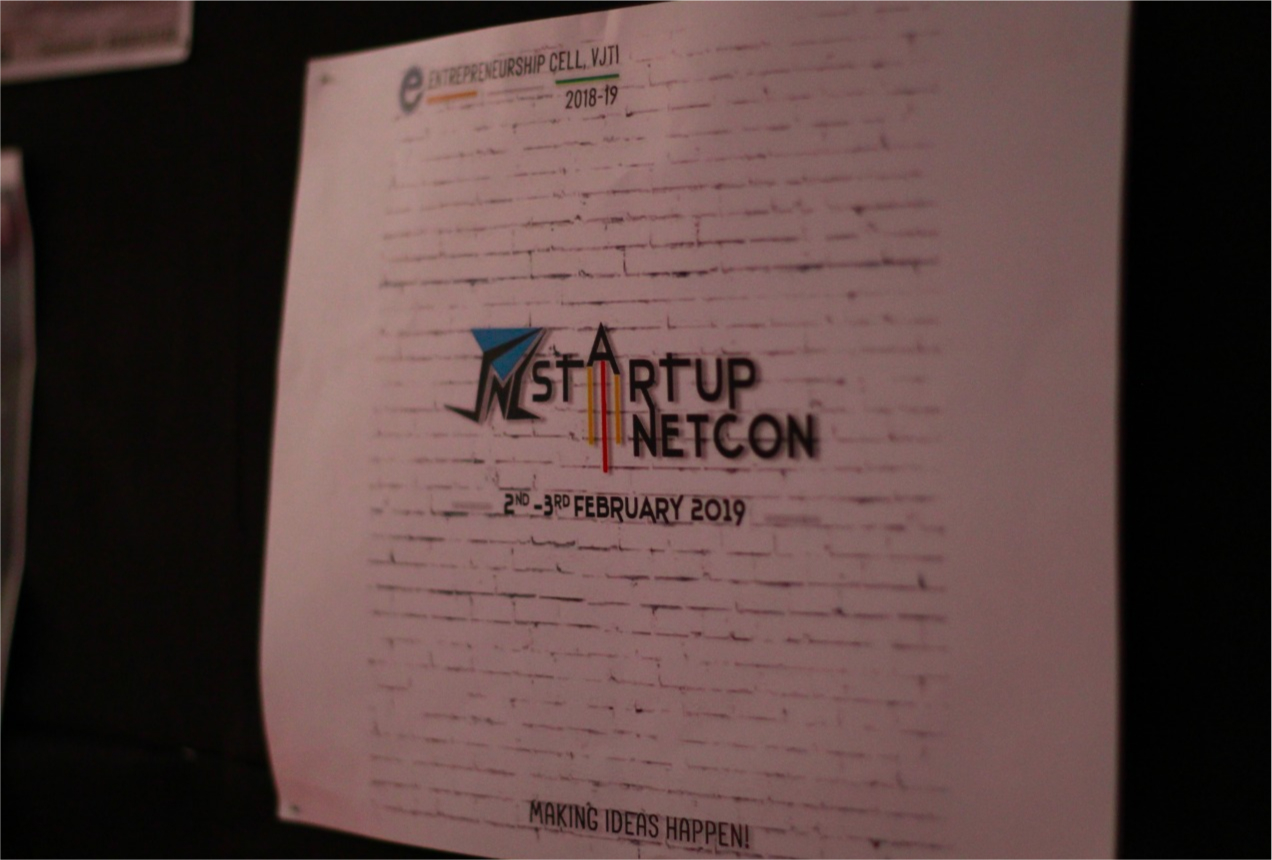 e ENTREPRENEURSHIP CELL, VJTI
2018-19
STARTUP
NETCON
2ND -3RD FEBRUARY 2019
MAKING IDEAS HAPPEN!